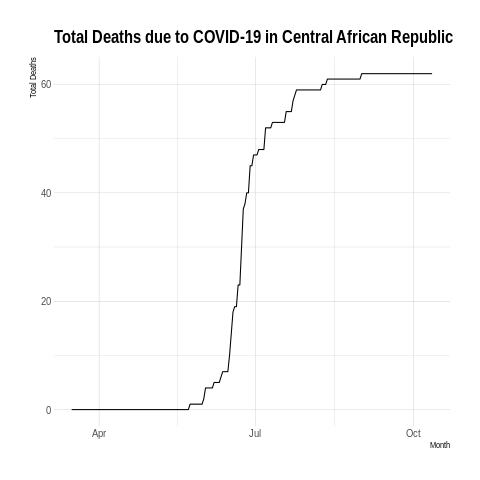 Total Deaths due to COVID-19 in Central African Republic
Total Deaths
60
40
20
0
Apr
Jul
Oct
Month